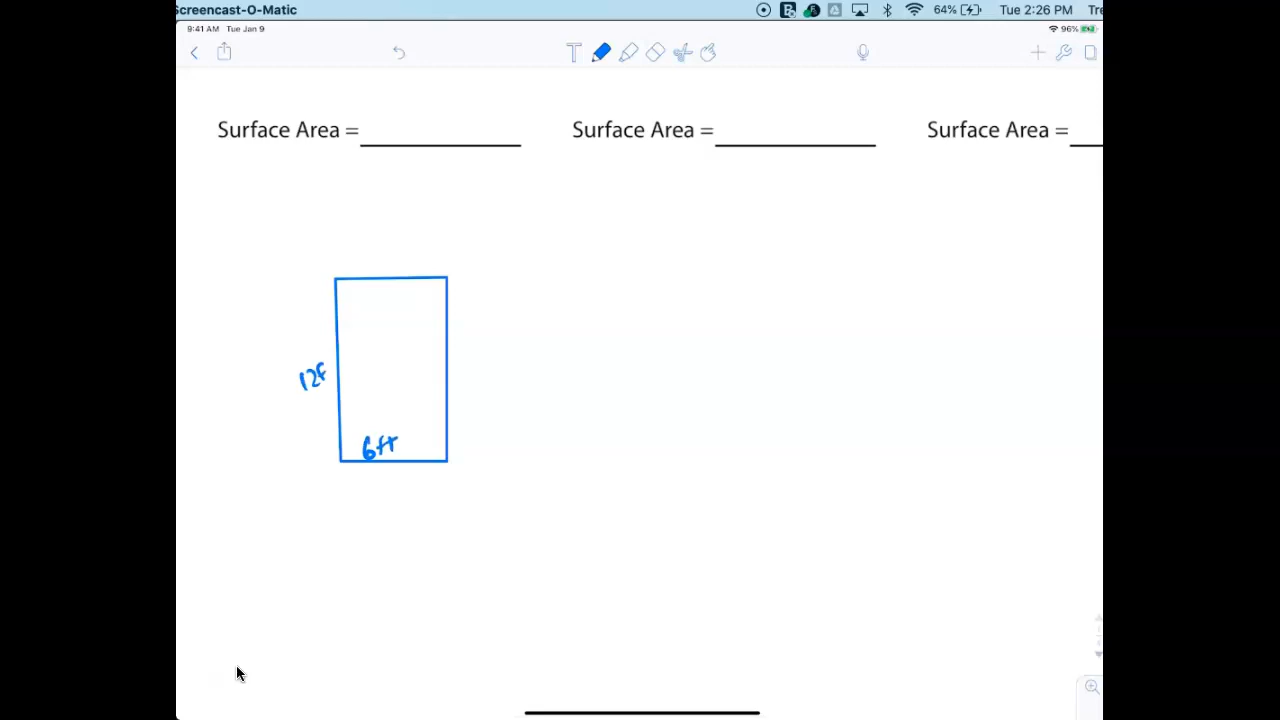 Screencast-O-Matic
64%
Tue 2:26 PM
Tre
9:41 AM Tue Jan 9
96%
T
Surface Area =
Surface Area =
Surface Area =
12f
6ft